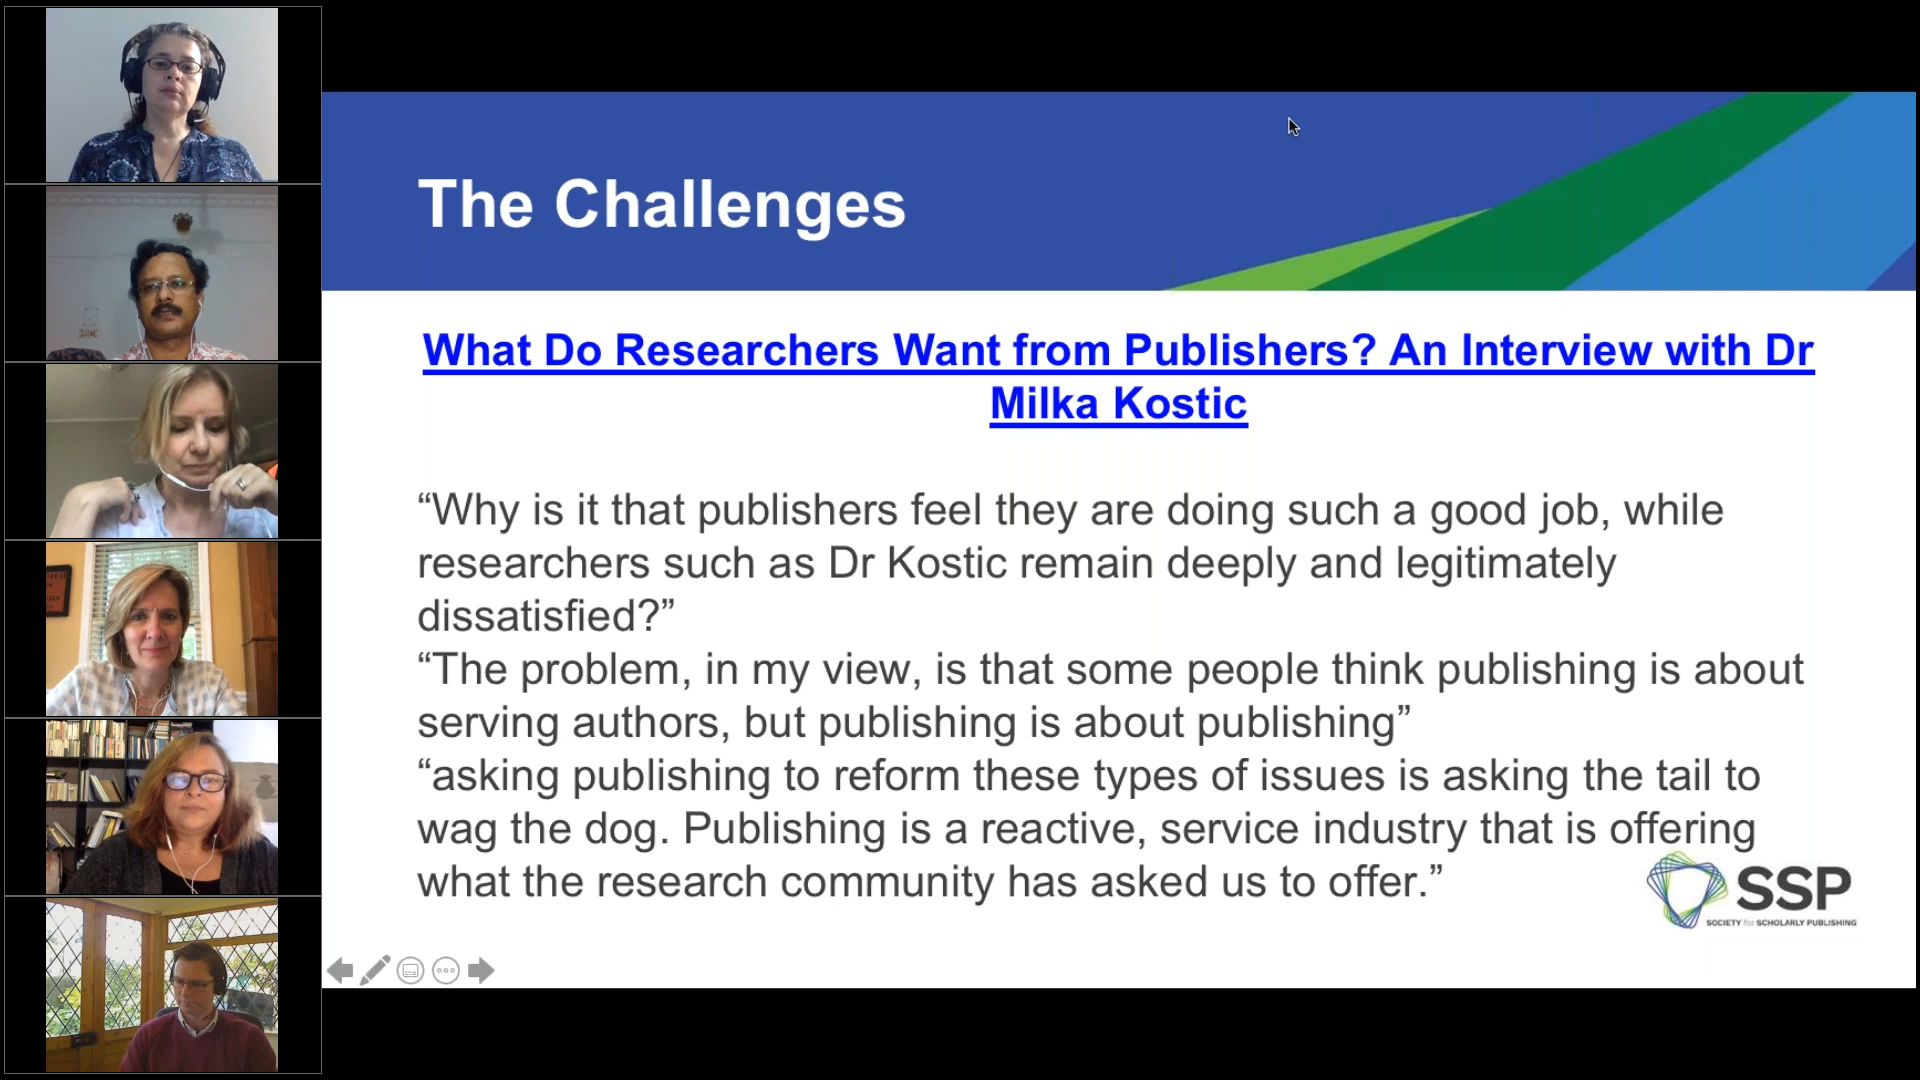 The Challenges
What Do Researchers Want from Publishers? An Interview with Dr
Milka Kostic
“Why is it that publishers feel they are doing such a good job, while
researchers such as Dr Kostic remain deeply and legitimately
dissatisfied?”
“The problem, in my view, is that some people think publishing is about
serving authors, but publishing is about publishing”
“asking publishing to reform these types of issues is asking the tail to
wag the dog. Publishing is a reactive, service industry that is offering
what the research community has asked us to offer.”
SSP
SOCIETY for SCHOLARLY PUBLISHING